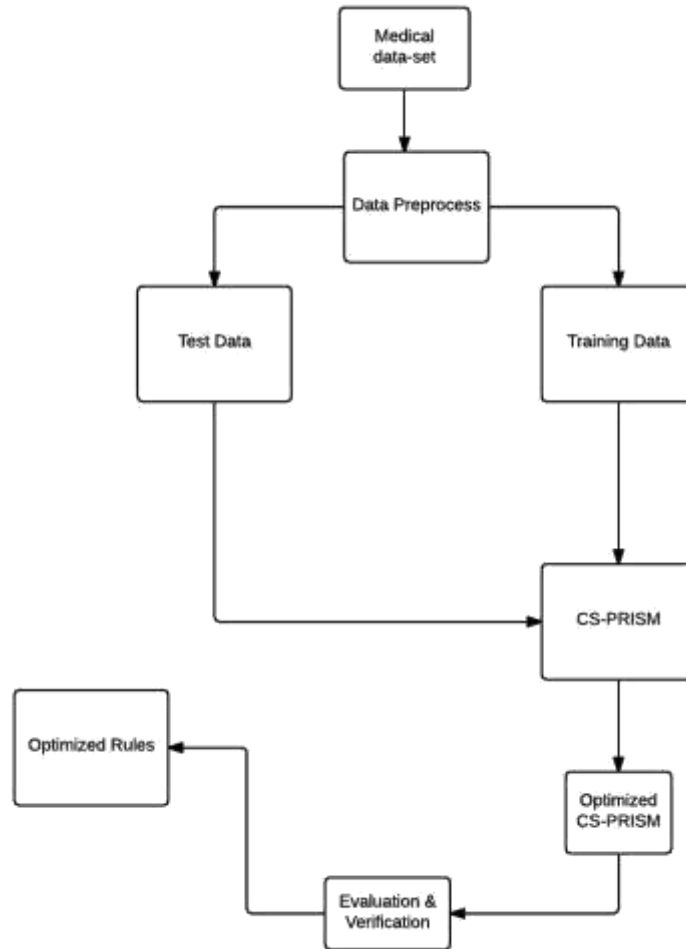 Medical
data-set
Data Preprocess
Test Data
Training Data
CS-PRISM
Optimized Rules
Optimized
CS-PRISM
Evaluation &
Verification